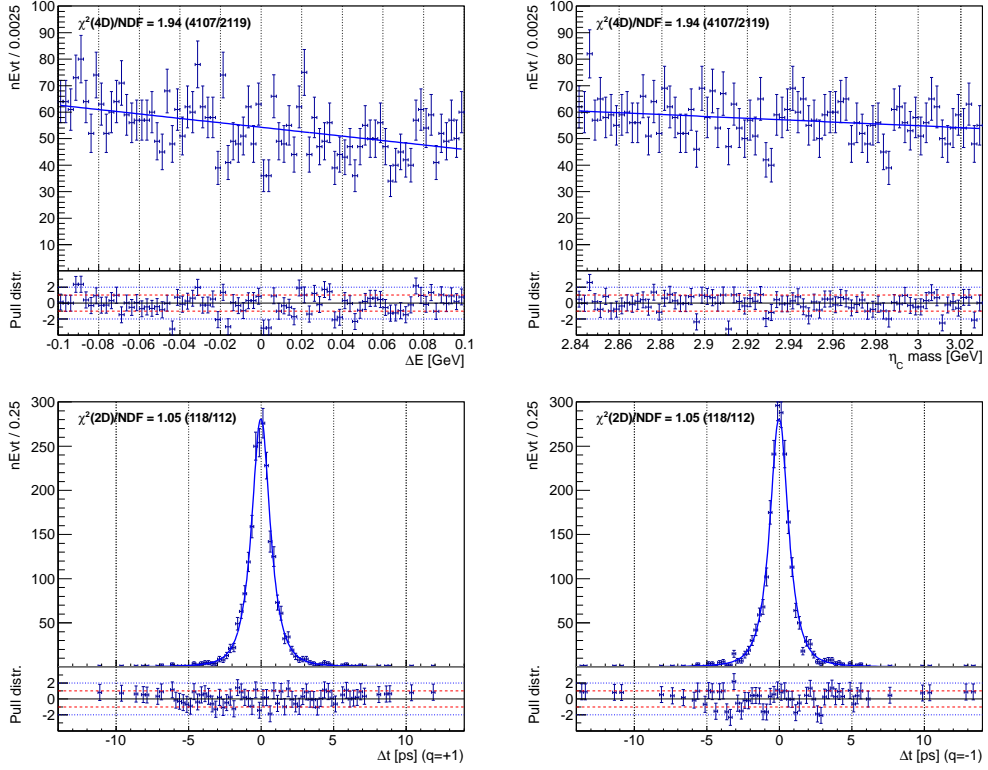 χ²(4D)/NDF = 1.94 (4107/2119)
nEvt / 0.0025
100
90
80
70
60
50
40
30
20
10
Pull distr.
2
0
-2
-0.1 -0.08 -0.06 -0.04 -0.02 0 0.02 0.04 0.06 0.08 0.1
ΔE [GeV]
χ²(4D)/NDF = 1.94 (4107/2119)
nEvt / 0.0025
100
90
80
70
60
50
40
30
20
10
0
Pull distr.
2
0
-2
2.84 2.86 2.88 2.9 2.92 2.94 2.96 2.98 3 3.02
η_C mass [GeV]
χ²(2D)/NDF = 1.05 (118/112)
nEvt / 0.25
300
250
200
150
100
50
Pull distr.
2
0
-2
-10 -5 0 5 10
Δt [ps] (q=+1)
χ²(2D)/NDF = 1.05 (118/112)
nEvt / 0.25
300
250
200
150
100
50
Pull distr.
2
0
-2
-10 -5 0 5 10
Δt [ps] (q=-1)